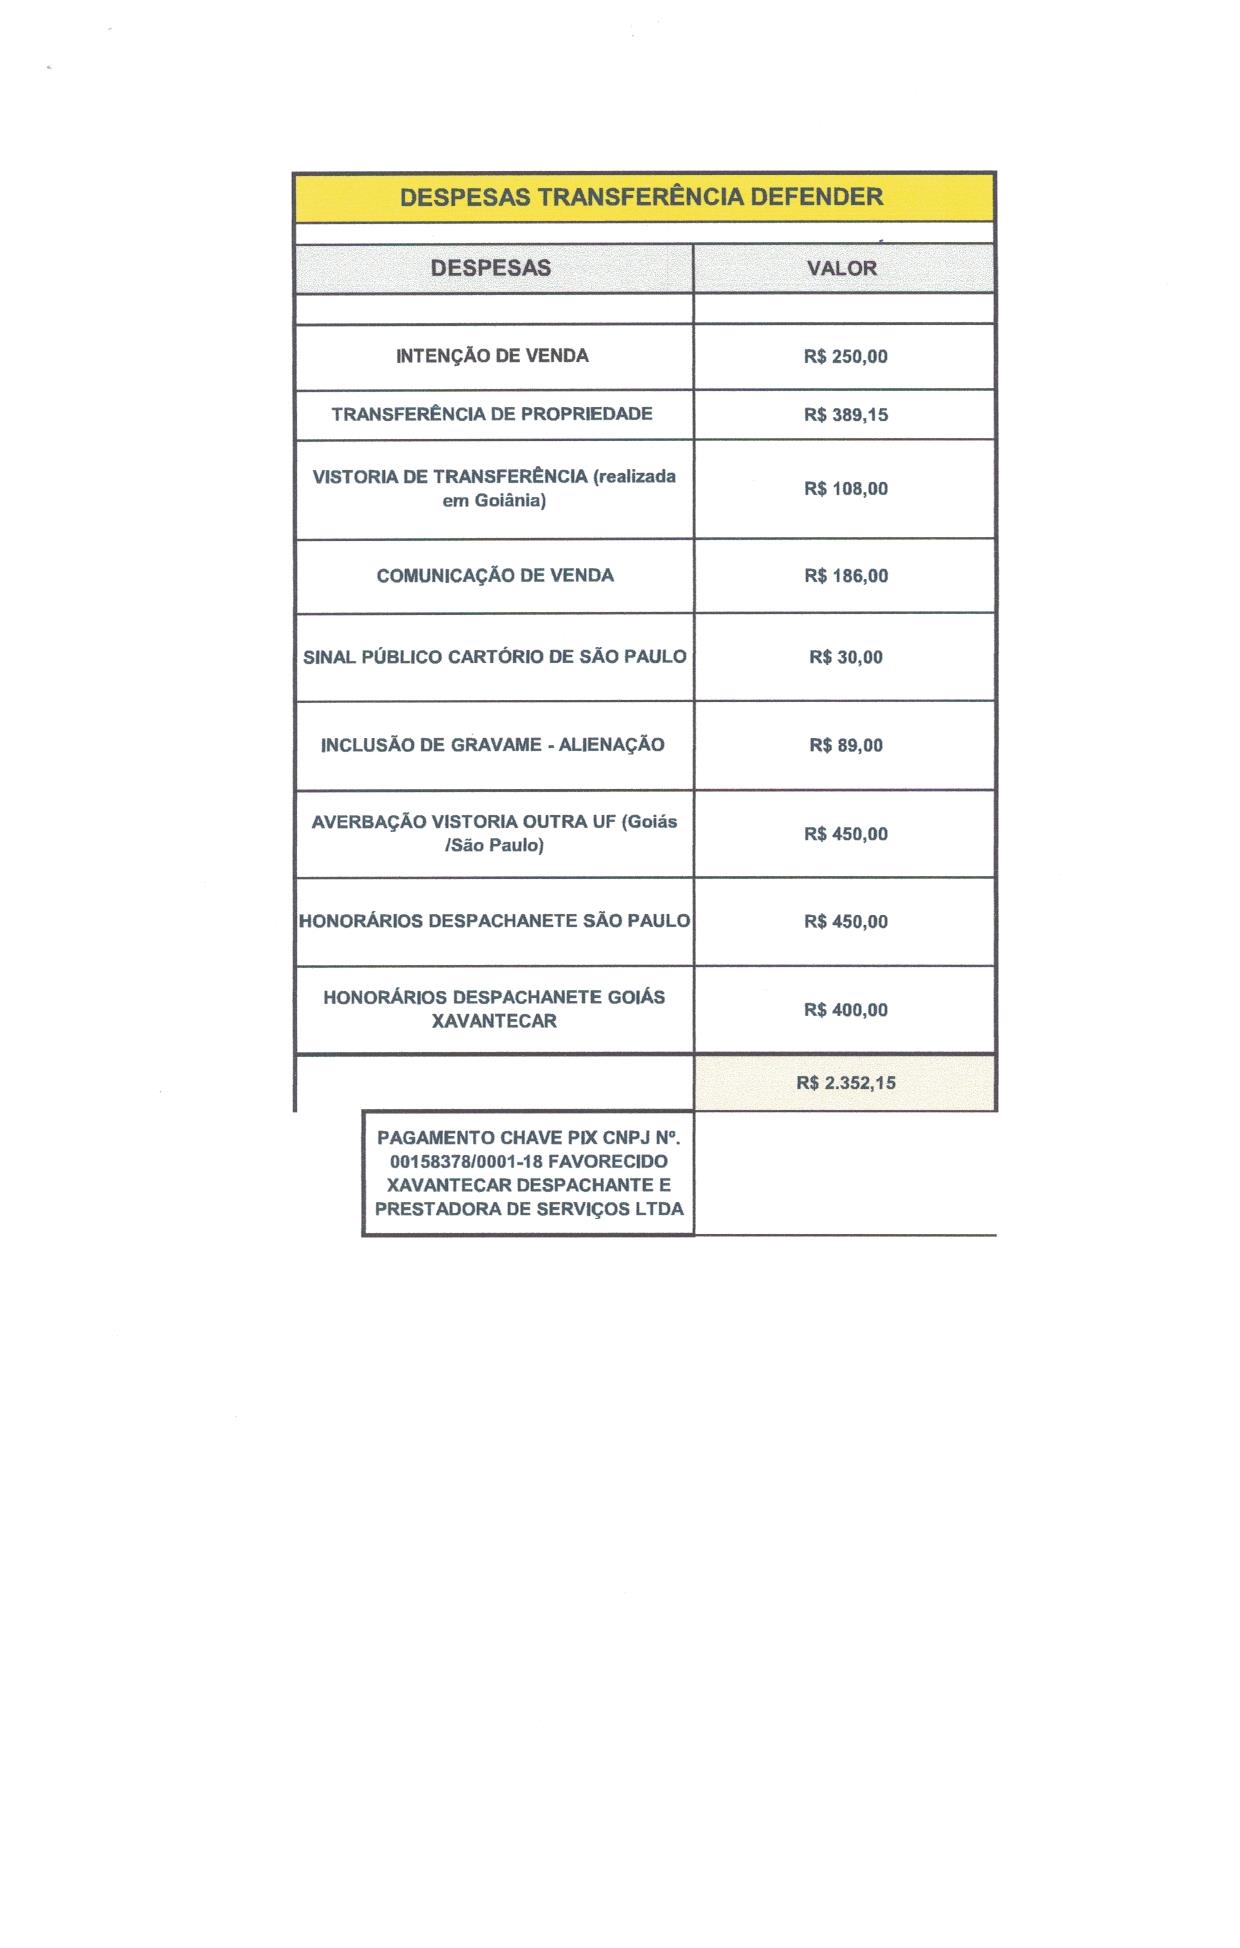 DESPESAS TRANSFERÊNCIA DEFENDER
DESPESAS VALOR
INTENÇÃO DE VENDA R$ 250,00
TRANSFERÊNCIA DE PROPRIEDADE R$ 389,15
VISTORIA DE TRANSFERÊNCIA (realizada
em Goiânia) R$ 108,00
COMUNICAÇÃO DE VENDA R$ 186,00
SINAL PÚBLICO CARTÓRIO DE SÃO PAULO R$ 30,00
INCLUSÃO DE GRAVAME - ALIENAÇÃO R$ 89,00
AVERBAÇÃO VISTORIA OUTRA UF (Goiás
/São Paulo) R$ 450,00
HONORÁRIOS DESPACHANETE SÃO PAULO R$ 450,00
HONORÁRIOS DESPACHANETE GOIÁS
XAVANTECAR R$ 400,00
R$ 2.352,15
PAGAMENTO CHAVE PIX CNPJ Nº.
00158378/0001-18 FAVORECIDO
XAVANTECAR DESPACHANTE E
PRESTADORA DE SERVIÇOS LTDA